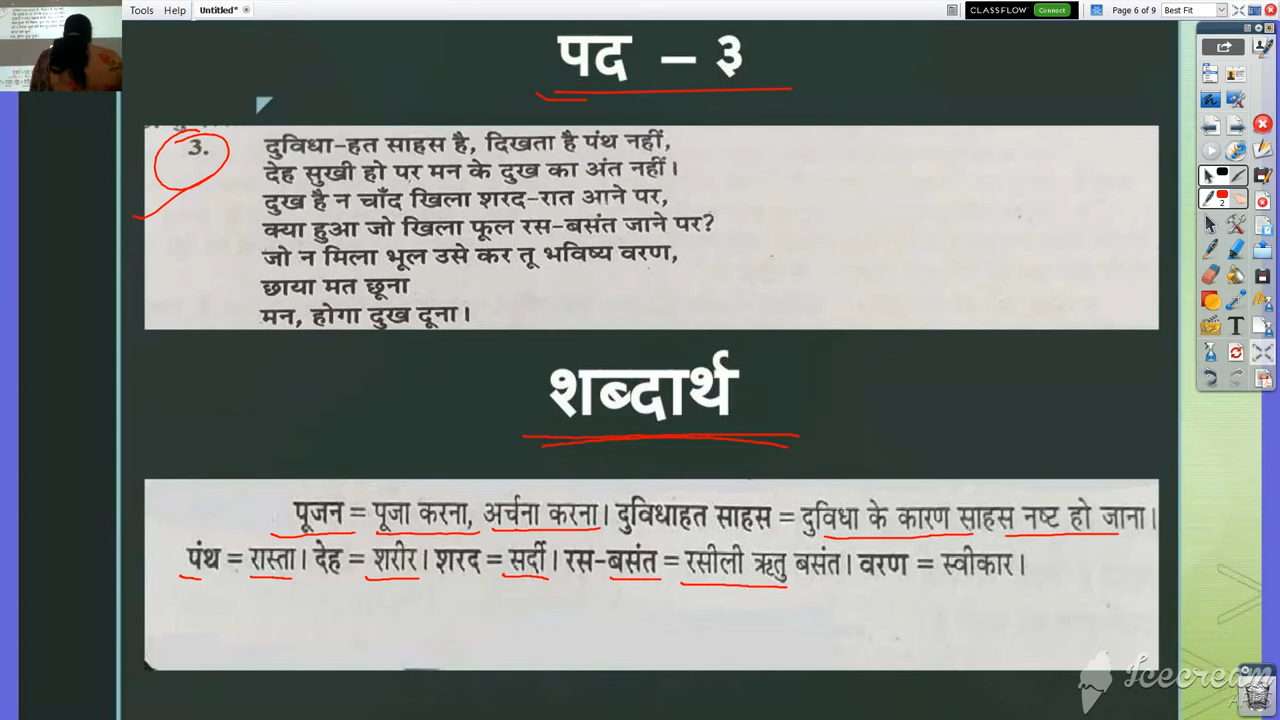 Tools Help Untitled*
CLASSFLOW Connect
Page 6 of 9 Best Fit
पद – ३
3. दुविधा-हत साहस है, दिखता है पंथ नहीं,
देह सुखी हो पर मन के दुख का अंत नहीं।
दुख है न चाँद खिला शरद-रात आने पर,
क्या हुआ जो खिला फूल रस-बसंत जाने पर?
जो न मिला भूल उसे कर तू भविष्य वरण,
छाया मत छूना
मन, होगा दुख दूना।
शब्दार्थ
पूजन = पूजा करना, अर्चना करना। दुविधाहत साहस = दुविधा के कारण साहस नष्ट हो जाना।
पंथ = रास्ता। देह = शरीर। शरद = सर्दी। रस-बसंत = रसीली ऋतु बसंत। वरण = स्वीकार।
2
T
Icecream
APPS